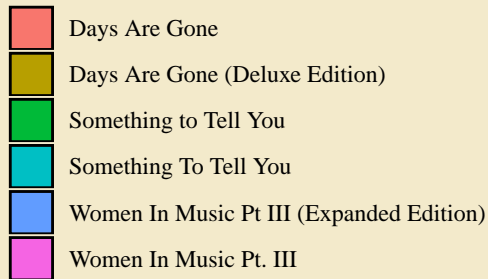 Days Are Gone
Days Are Gone (Deluxe Edition)
Something to Tell You
Something To Tell You
Women In Music Pt III (Expanded Edition)
Women In Music Pt. III